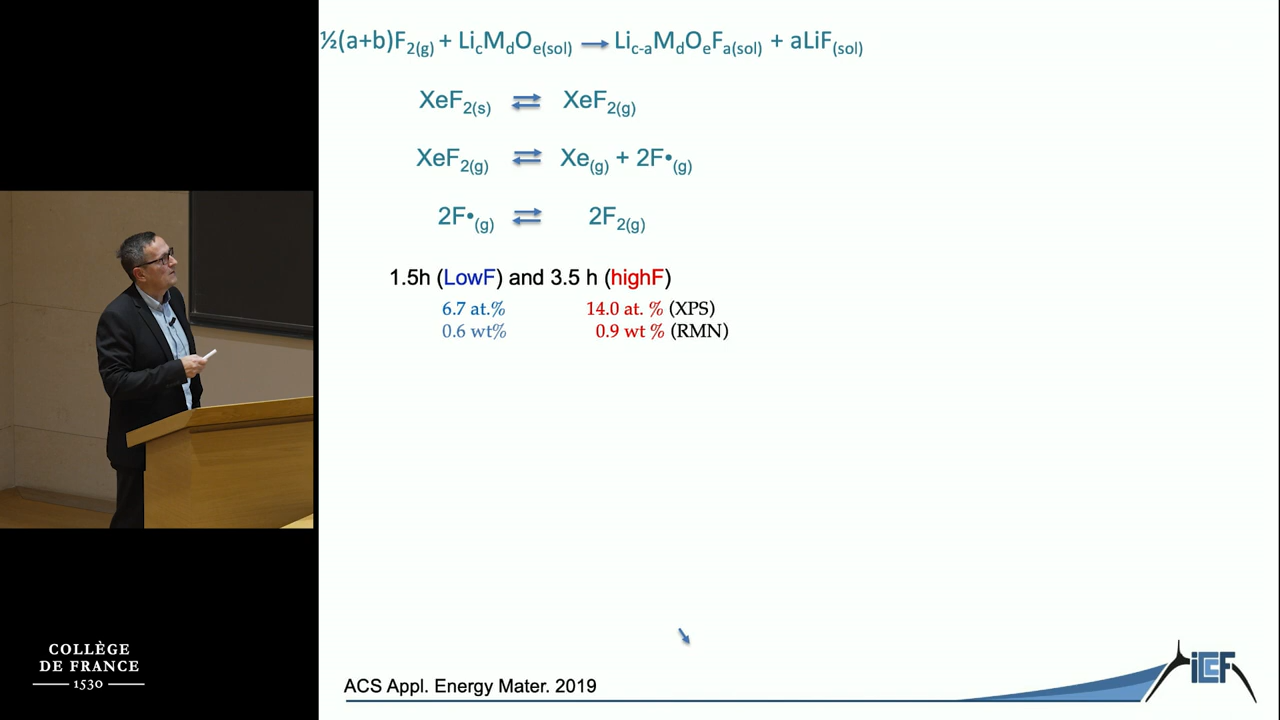 ½(a+b)F₂₍g₎ + LicMdOe(sol) → Lic-aMdOeFa(sol) + aLiF(sol)
XeF₂(s) ⇌ XeF₂(g)
XeF₂(g) ⇌ Xe(g) + 2F•(g)
2F•(g) ⇌ 2F₂(g)
1.5h (LowF) and 3.5 h (highF)
6.7 at.% 14.0 at. % (XPS)
0.6 wt% 0.9 wt % (RMN)
COLLÈGE
DE FRANCE
1530
ACS Appl. Energy Mater. 2019
iCCF